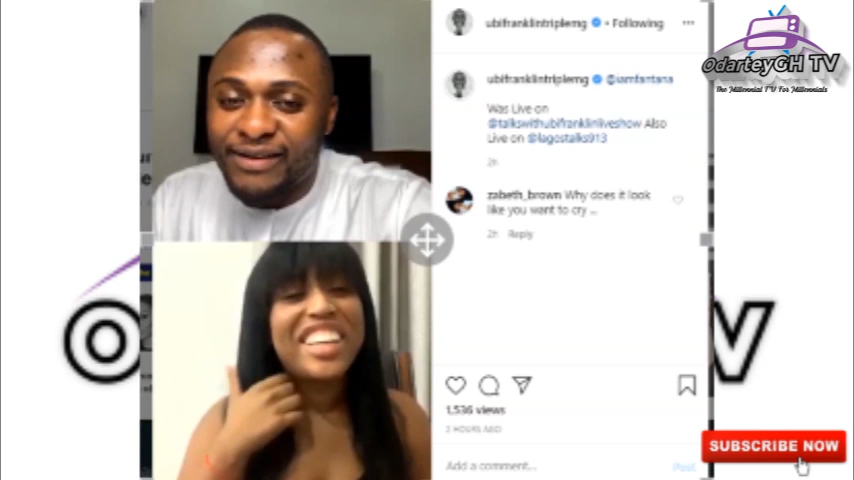 ubifranklintriplemg • Following
ubifranklintriplemg @iamfantana
Was Live on
@talkswithubifranklinliveshow Also
Live on @lagostalks913
2h
zabeth_brown Why does it look
like you want to cry ...
2h Reply
1,536 views
2 HOURS AGO
Add a comment...
Post
OdarteyGH TV
The Millennial TV For Millennials
SUBSCRIBE NOW
O
V